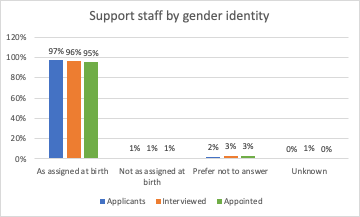 Support staff by gender identity
120%
100%
80%
60%
40%
20%
0%
97% 96% 95%
1% 1% 1%
2% 3% 3%
0% 1% 0%
As assigned at birth
Not as assigned at
birth
Prefer not to answer
Unknown
Applicants Interviewed Appointed